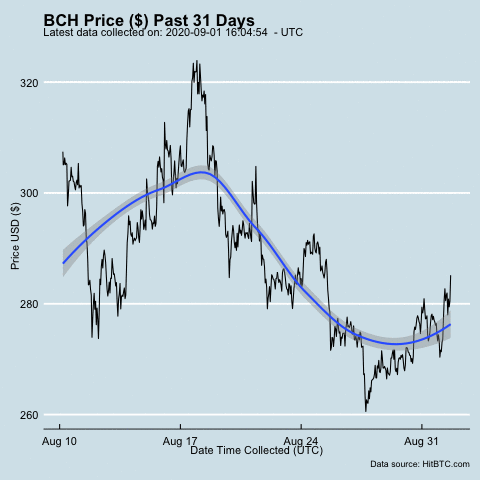 BCH Price ($) Past 31 Days
Latest data collected on: 2020-09-01 16:04:54 - UTC
320
300
280
260
Price USD ($)
Aug 10 Aug 17 Aug 24 Aug 31
Date Time Collected (UTC)
Data source: HitBTC.com